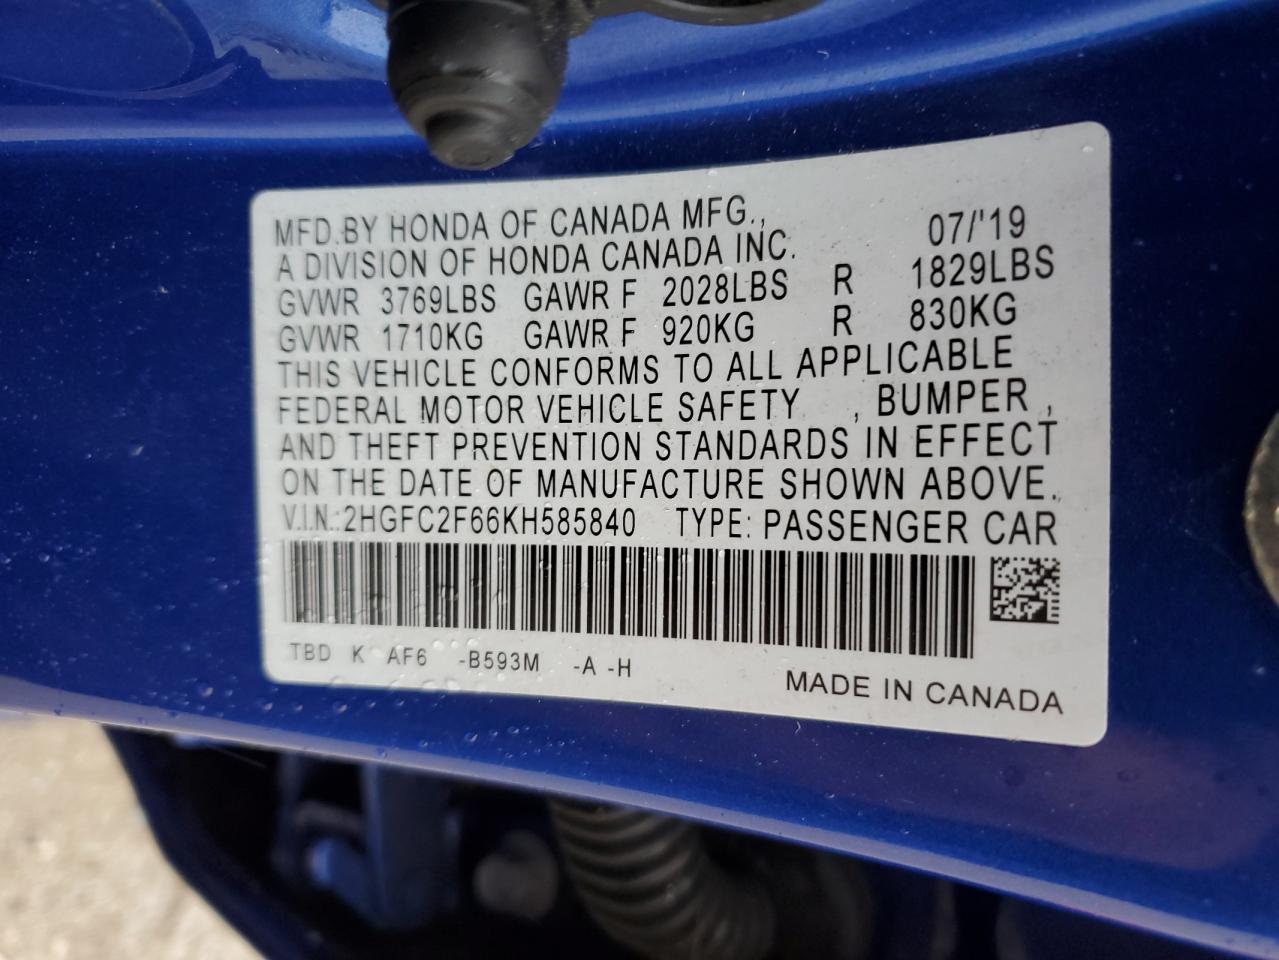 MFD.BY HONDA OF CANADA MFG., 07/'19
A DIVISION OF HONDA CANADA INC.
GVWR 3769LBS GAWR F 2028LBS R 1829LBS
GVWR 1710KG GAWR F 920KG R 830KG
THIS VEHICLE CONFORMS TO ALL APPLICABLE
FEDERAL MOTOR VEHICLE SAFETY , BUMPER ,
AND THEFT PREVENTION STANDARDS IN EFFECT
ON THE DATE OF MANUFACTURE SHOWN ABOVE.
V.I.N.:2HGFC2F66KH585840 TYPE: PASSENGER CAR
TBD K AF6 -B593M -A -H
MADE IN CANADA